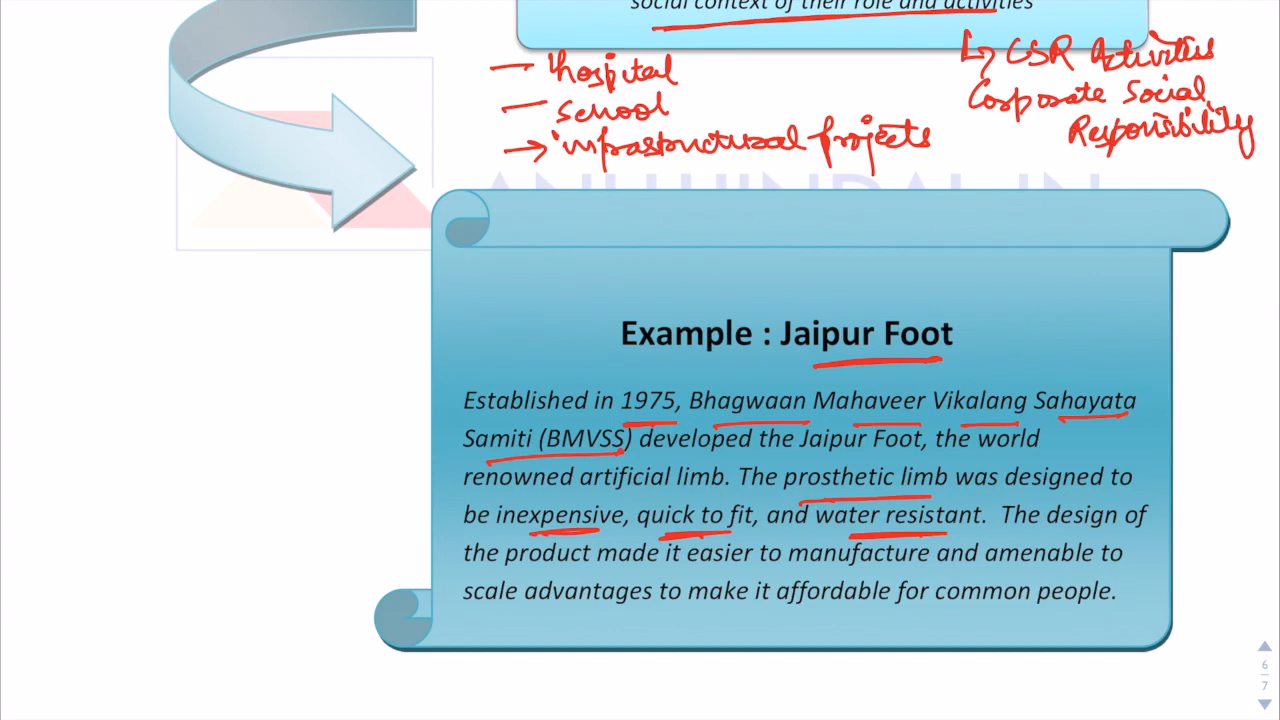 social context of their role and activities
→ CSR Activities
Corporate Social
Responsibility
— hospital
— school
→ infrastructural projects
Example : Jaipur Foot
Established in 1975, Bhagwaan Mahaveer Vikalang Sahayata
Samiti (BMVSS) developed the Jaipur Foot, the world
renowned artificial limb. The prosthetic limb was designed to
be inexpensive, quick to fit, and water resistant. The design of
the product made it easier to manufacture and amenable to
scale advantages to make it affordable for common people.
6
7